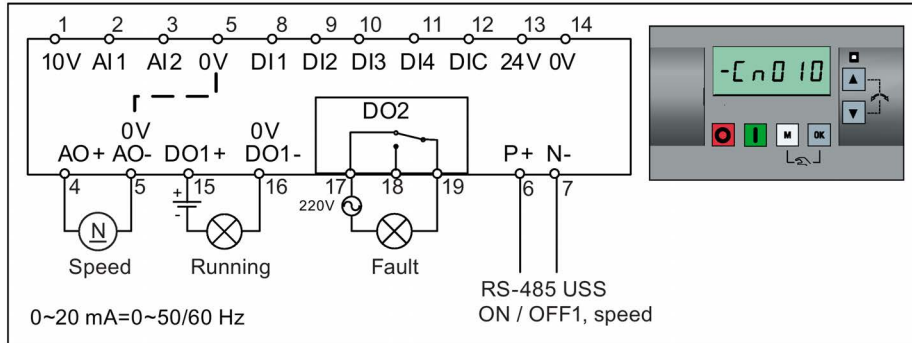 1 2 3 5 8 9 10 11 12 13 14
10V AI1 AI2 0V DI1 DI2 DI3 DI4 DIC 24V 0V
-Cn010
DO2
0V 0V
AO+ AO- DO1+ DO1- P+ N-
4 5 15 16 17 18 19 6 7
M OK
+
-
220V
N
Speed Running Fault
RS-485 USS
ON / OFF1, speed
0~20 mA=0~50/60 Hz